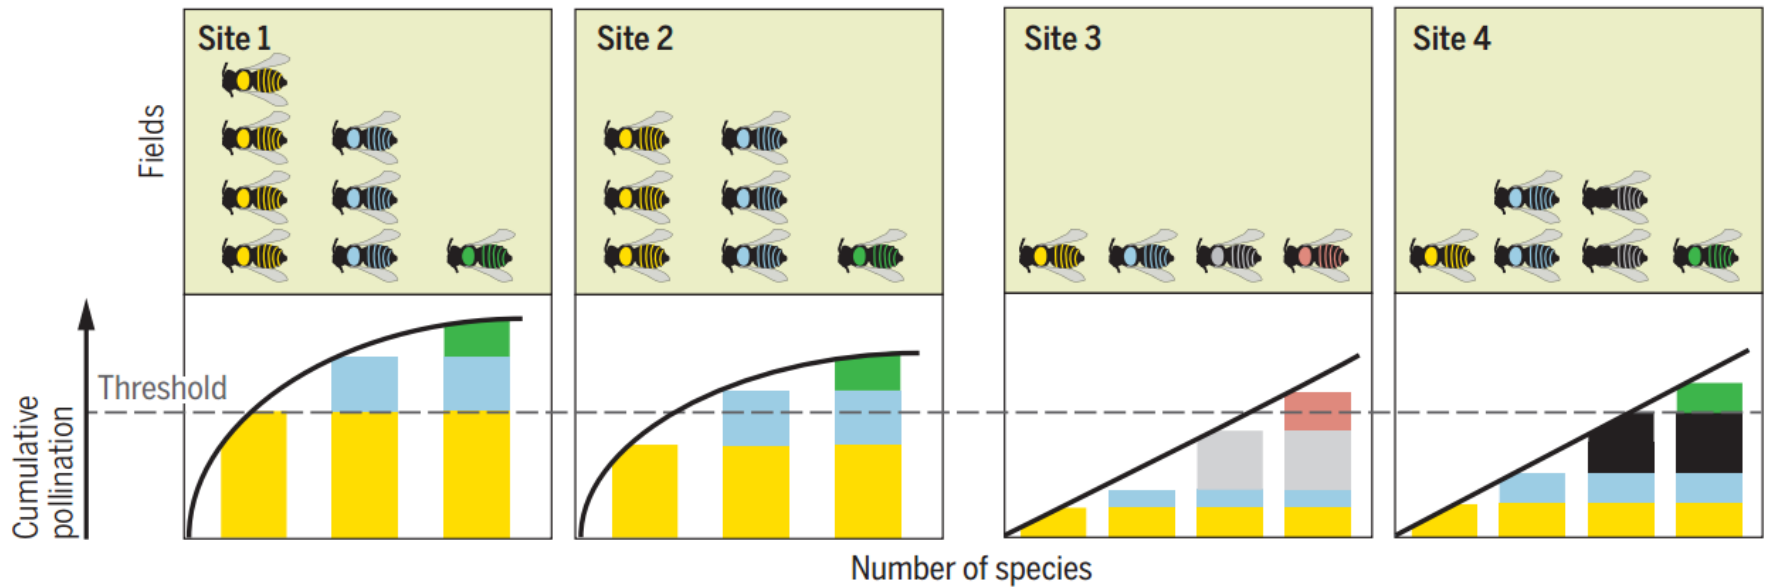 Site 1
Site 2
Site 3
Site 4
Fields
Threshold
Cumulative
pollination
Number of species